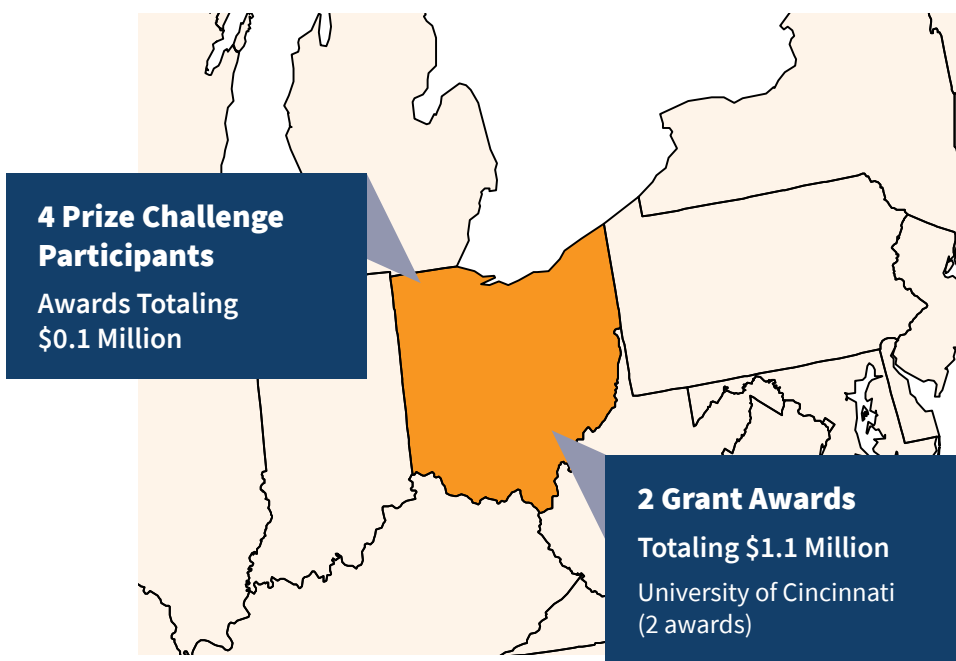 4 Prize Challenge
Participants
Awards Totaling
$0.1 Million
2 Grant Awards
Totaling $1.1 Million
University of Cincinnati
(2 awards)